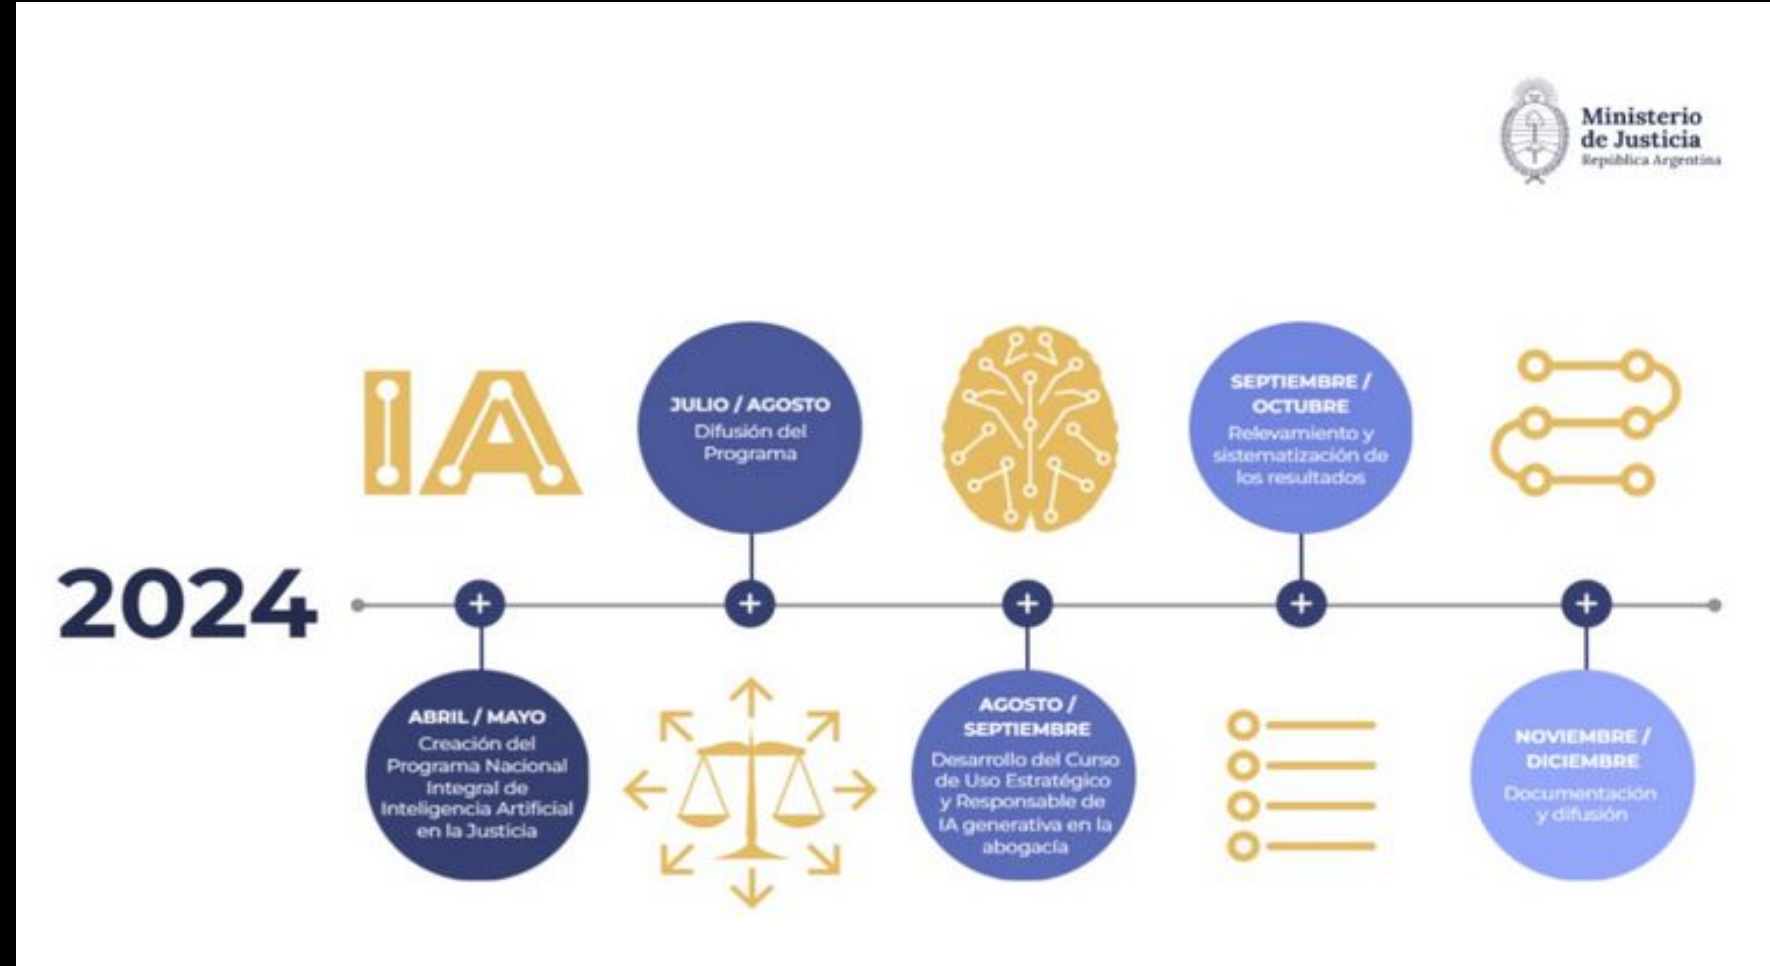 Ministerio
de Justicia
República Argentina
IA
2024
ABRIL / MAYO
Creación del
Programa Nacional
Integral de
Inteligencia Artificial
en la Justicia
JULIO / AGOSTO
Difusión del
Programa
AGOSTO /
SEPTIEMBRE
Desarrollo del Curso
de Uso Estratégico
y Responsable de
IA generativa en la
abogacía
SEPTIEMBRE /
OCTUBRE
Relevamiento y
sistematización de
los resultados
NOVIEMBRE /
DICIEMBRE
Documentación
y difusión